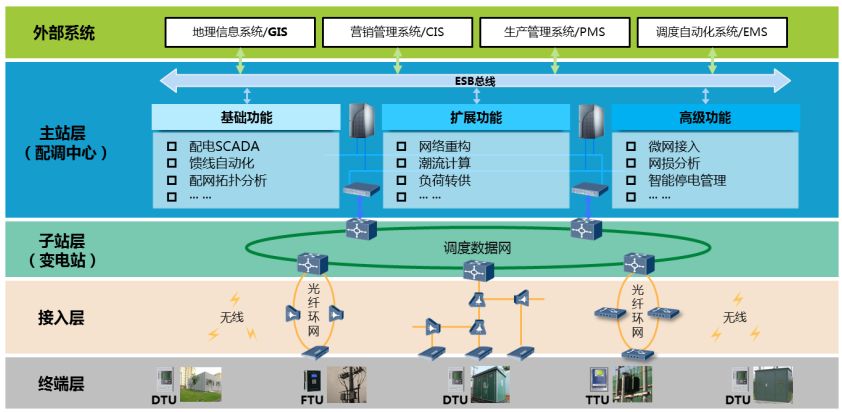 外部系统
地理信息系统/GIS
营销管理系统/CIS
生产管理系统/PMS
调度自动化系统/EMS
ESB总线
主站层
（配调中心）
基础功能
配电SCADA
馈线自动化
配网拓扑分析
... ...
扩展功能
网络重构
潮流计算
负荷转供
... ...
高级功能
微网接入
网损分析
智能停电管理
... ...
子站层
（变电站）
调度数据网
接入层
无线
光纤环网
光纤环网
无线
终端层
DTU
FTU
DTU
TTU
DTU